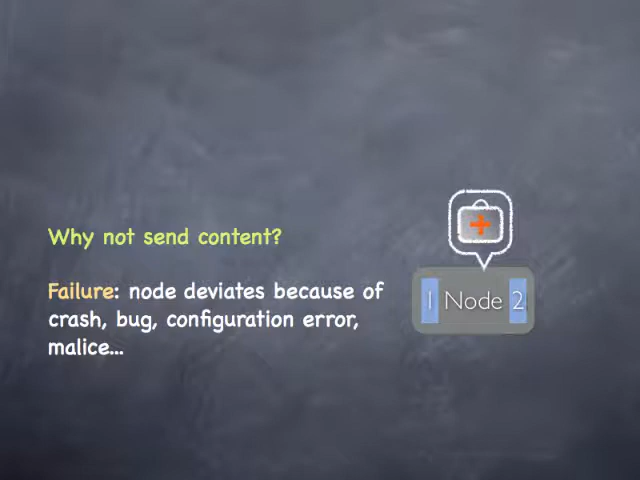 Why not send content?
Failure: node deviates because of
crash, bug, configuration error,
malice...
1 Node 2